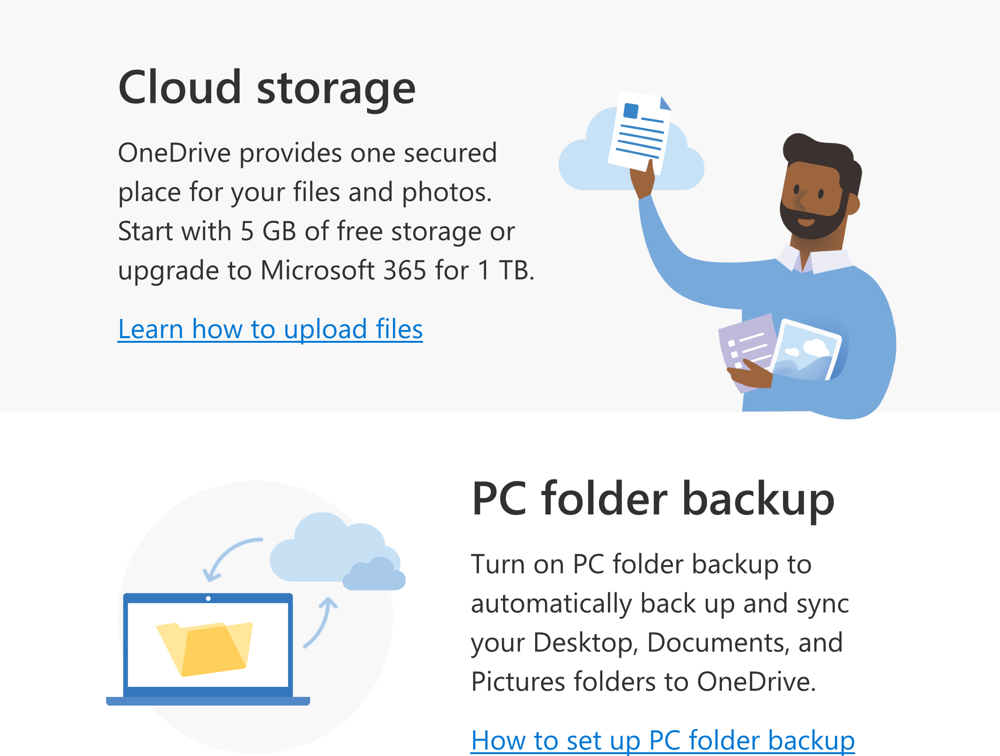 Cloud storage
OneDrive provides one secured
place for your files and photos.
Start with 5 GB of free storage or
upgrade to Microsoft 365 for 1 TB.
Learn how to upload files
PC folder backup
Turn on PC folder backup to
automatically back up and sync
your Desktop, Documents, and
Pictures folders to OneDrive.
How to set up PC folder backup